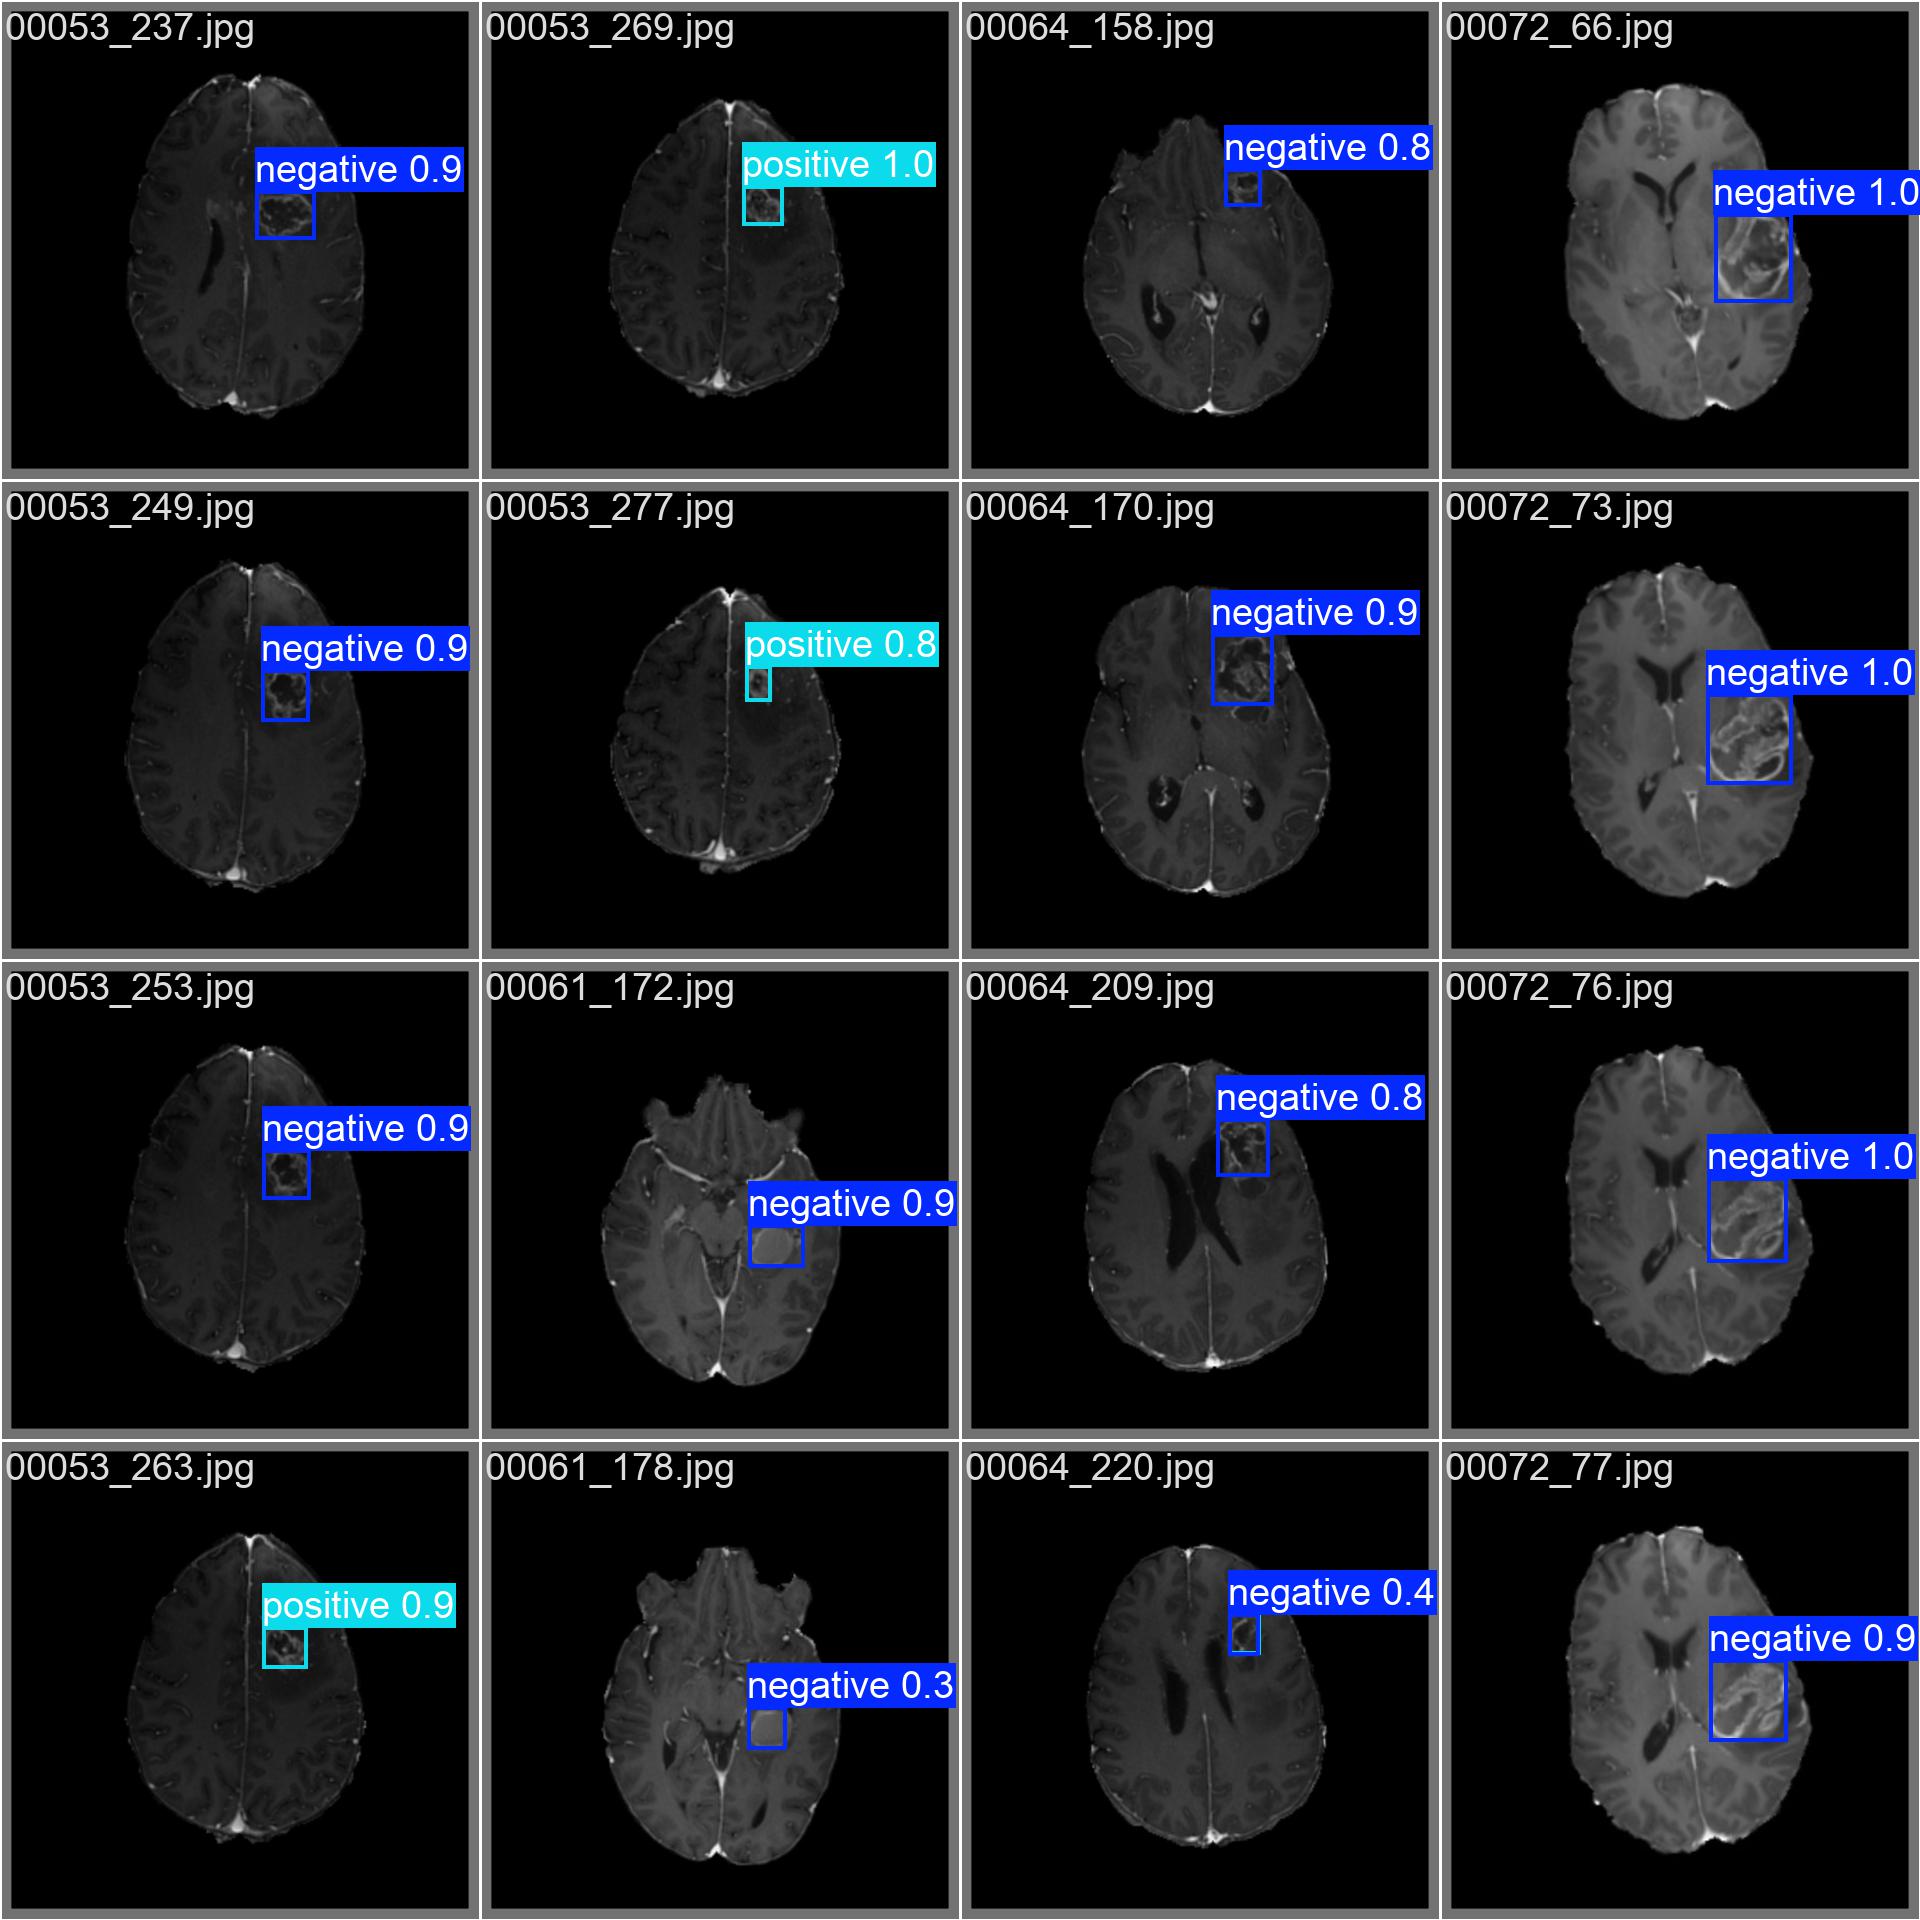 00053_237.jpg
negative 0.9
00053_269.jpg
positive 1.0
00064_158.jpg
negative 0.8
00072_66.jpg
negative 1.0
00053_249.jpg
negative 0.9
00053_277.jpg
positive 0.8
00064_170.jpg
negative 0.9
00072_73.jpg
negative 1.0
00053_253.jpg
negative 0.9
00061_172.jpg
negative 0.9
00064_209.jpg
negative 0.8
00072_76.jpg
negative 1.0
00053_263.jpg
positive 0.9
00061_178.jpg
negative 0.3
00064_220.jpg
negative 0.4
00072_77.jpg
negative 0.9